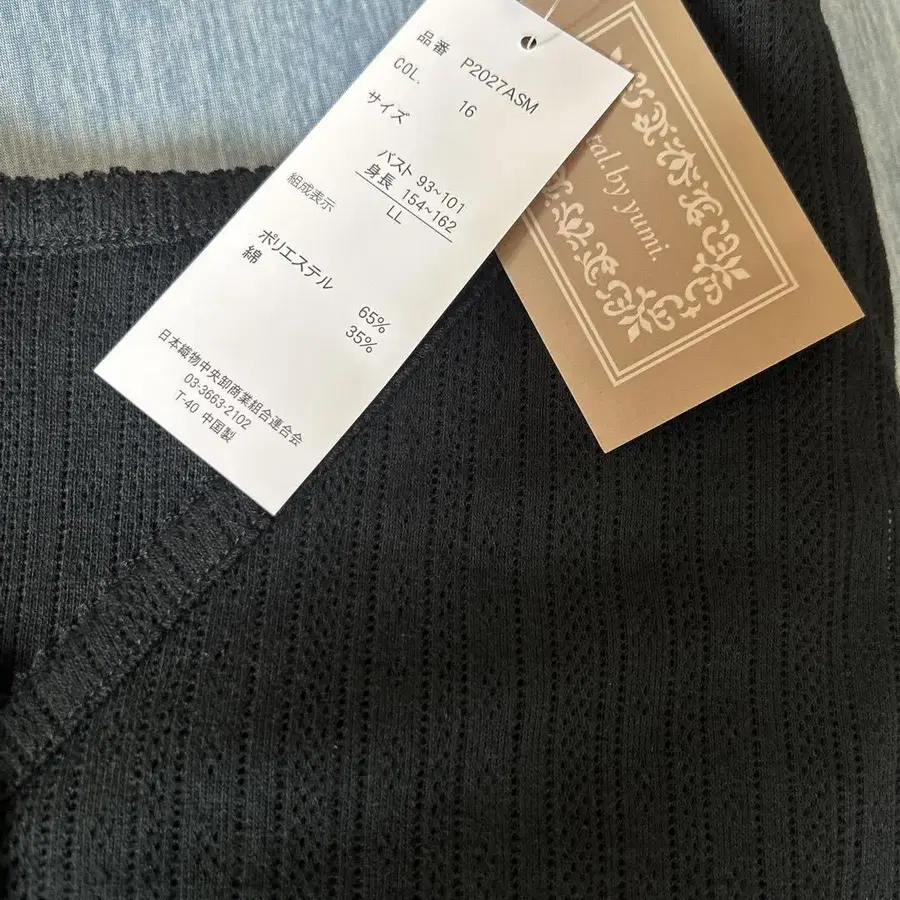 品番 P2027ASM
COL. 16
サイズ
バスト 93~101
身長 154~162
LL
組成表示
ポリエステル 65%
綿 35%
日本織物中央卸商業組合連合会
03-3663-2102
T-40 中国製
by yumi.